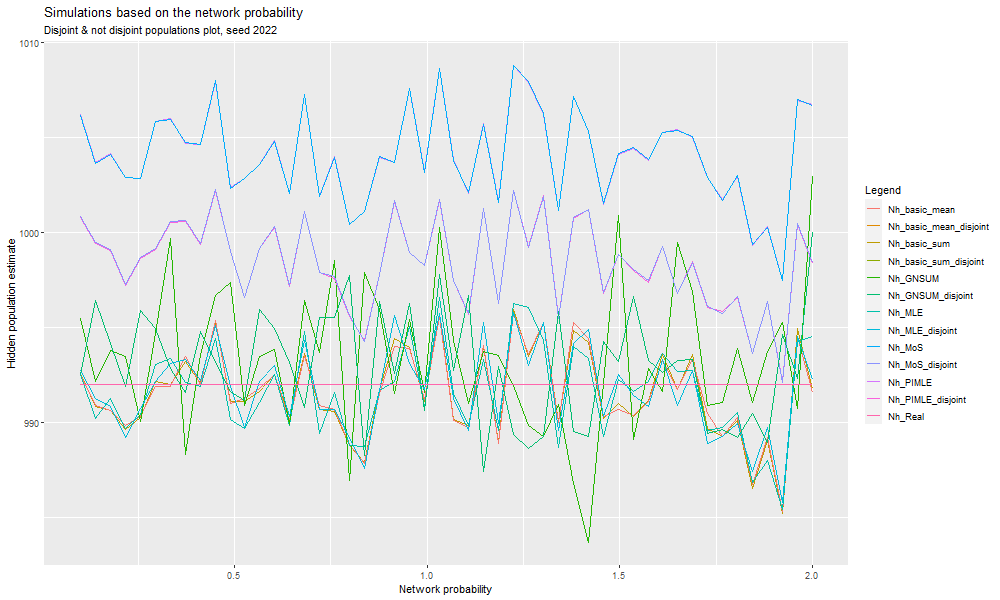 Simulations based on the network probability
Disjoint & not disjoint populations plot, seed 2022
1010
1000
990
Hidden population estimate
0.5
1.0
1.5
2.0
Network probability
Legend
Nh_basic_mean
Nh_basic_mean_disjoint
Nh_basic_sum
Nh_basic_sum_disjoint
Nh_GNSUM
Nh_GNSUM_disjoint
Nh_MLE
Nh_MLE_disjoint
Nh_MoS
Nh_MoS_disjoint
Nh_PIMLE
Nh_PIMLE_disjoint
Nh_Real